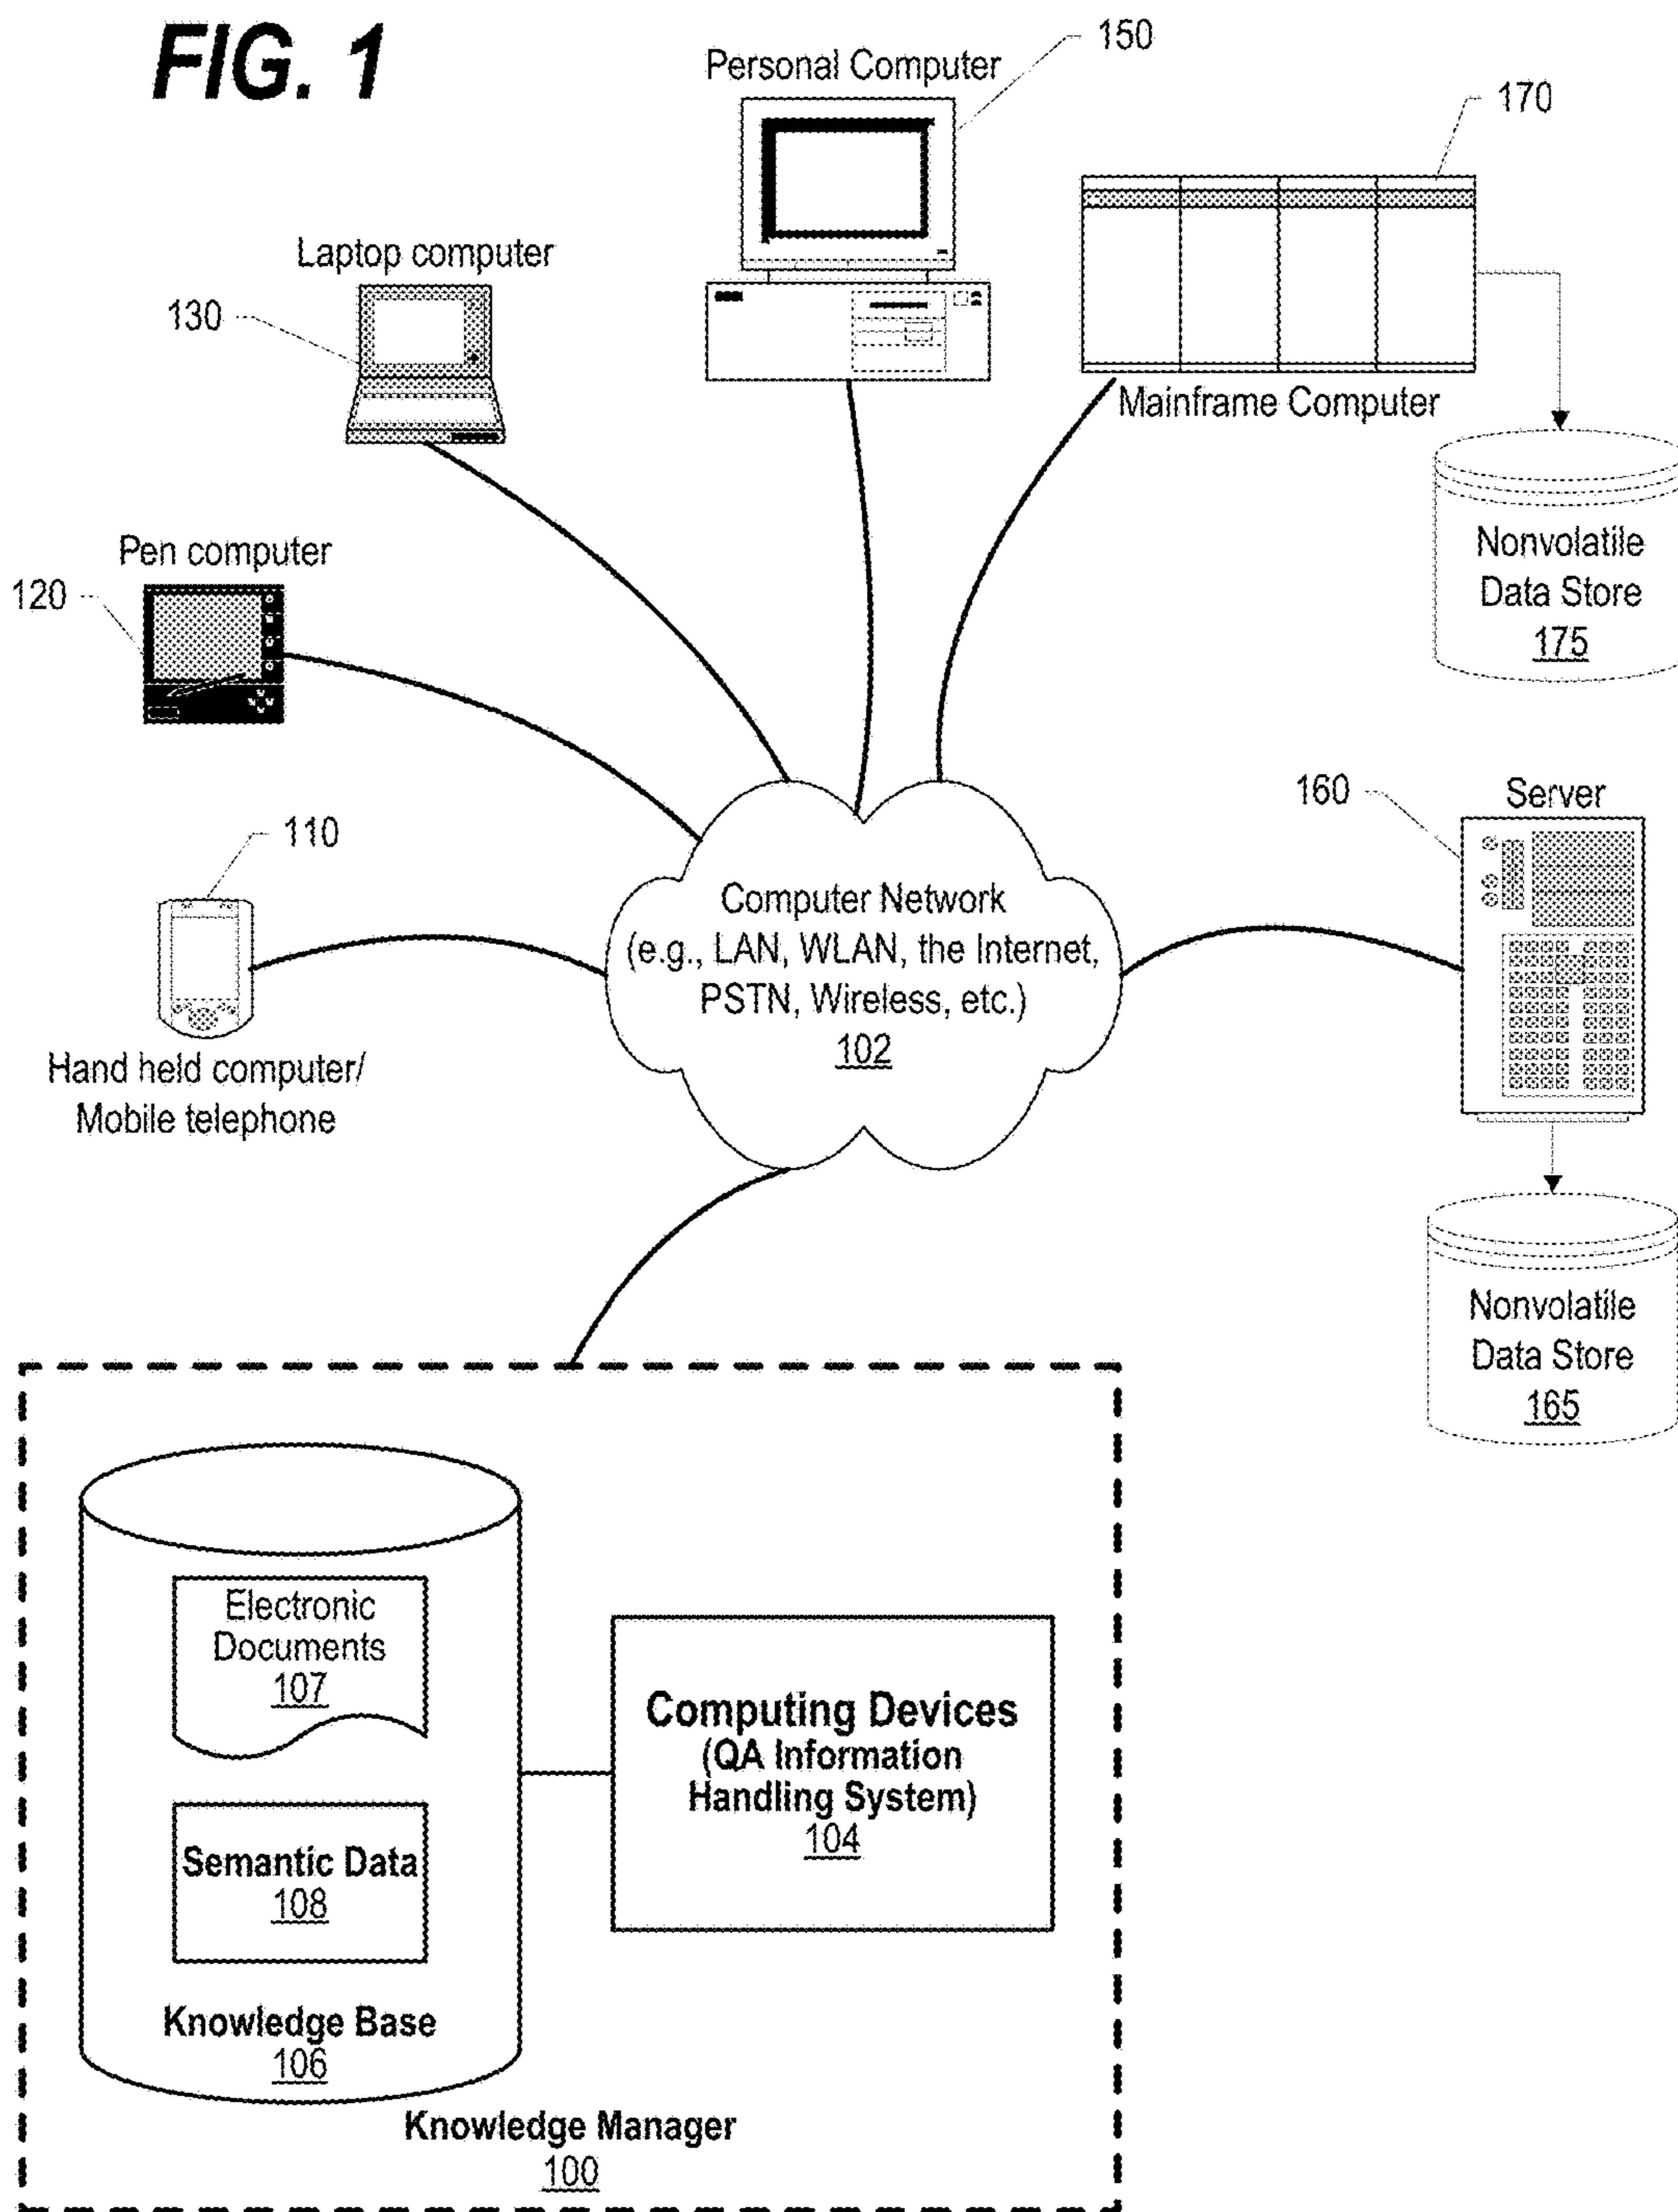 FIG. 1
Personal Computer
150
170
Laptop computer
130
Mainframe Computer
Nonvolatile
Data Store
175
Pen computer
120
160
Server
110
Computer Network
(e.g., LAN, WLAN, the Internet,
PSTN, Wireless, etc.)
102
Hand held computer/
Mobile telephone
Nonvolatile
Data Store
165
Electronic
Documents
107
Semantic Data
108
Knowledge Base
106
Computing Devices
(QA Information
Handling System)
104
Knowledge Manager
100